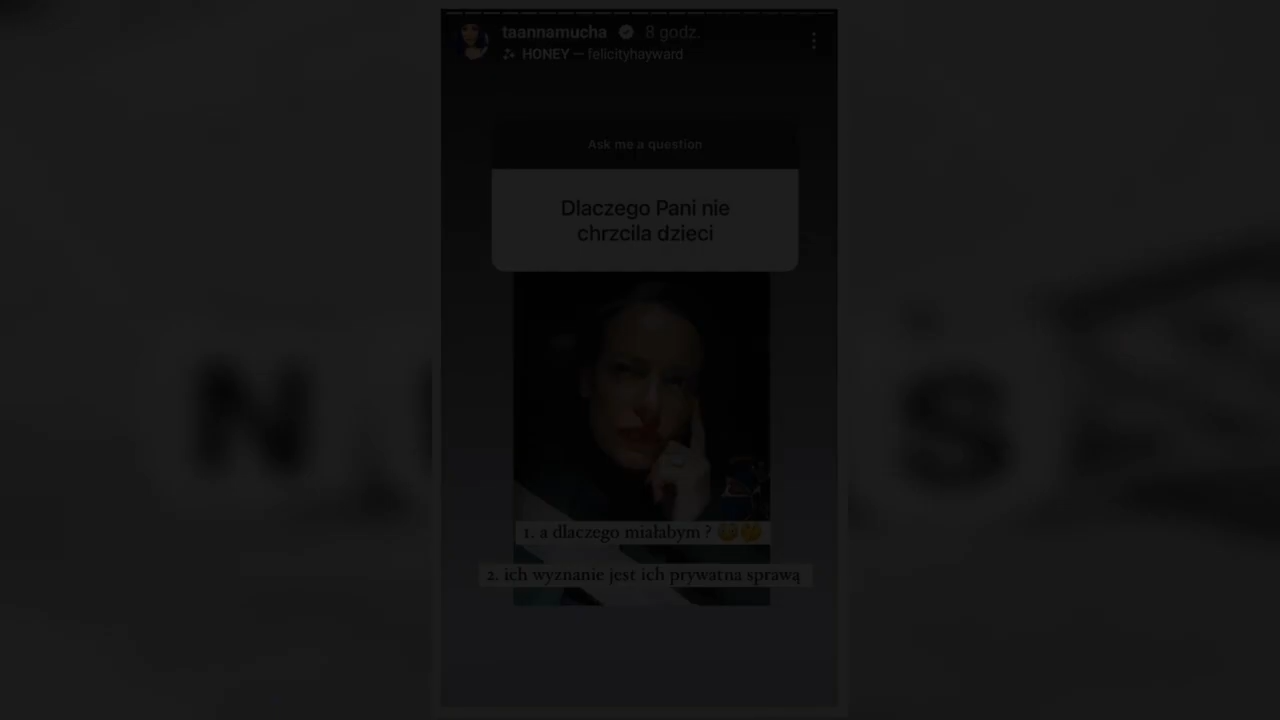 taannamucha 8 godz.
HONEY — felicityhayward
Ask me a question
Dlaczego Pani nie
chrzcila dzieci
N
S
1. a dlaczego miałabym ? 🤔🤔
2. ich wyznanie jest ich prywatna sprawą